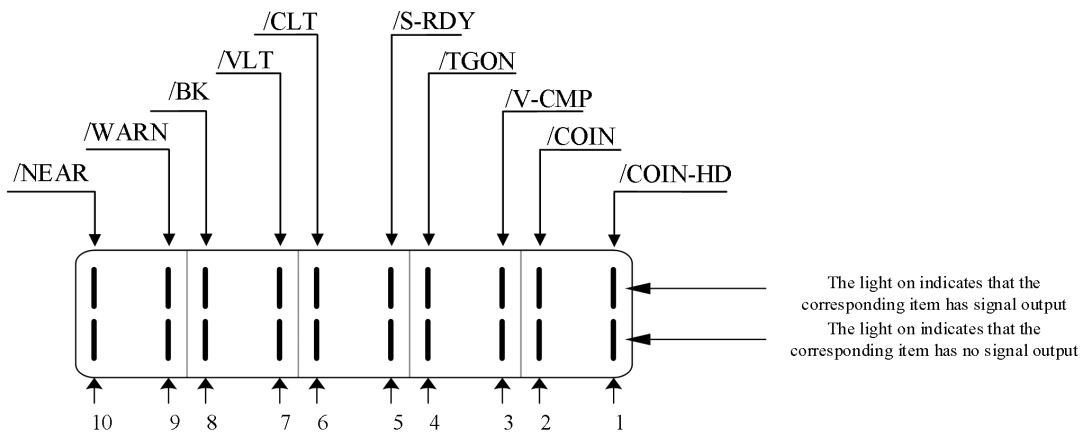 /CLT
/S-RDY
/VLT
/TGON
/BK
/V-CMP
/WARN
/COIN
/NEAR
/COIN-HD
The light on indicates that the
corresponding item has signal output
The light on indicates that the
corresponding item has no signal output
10 9 8 7 6 5 4 3 2 1